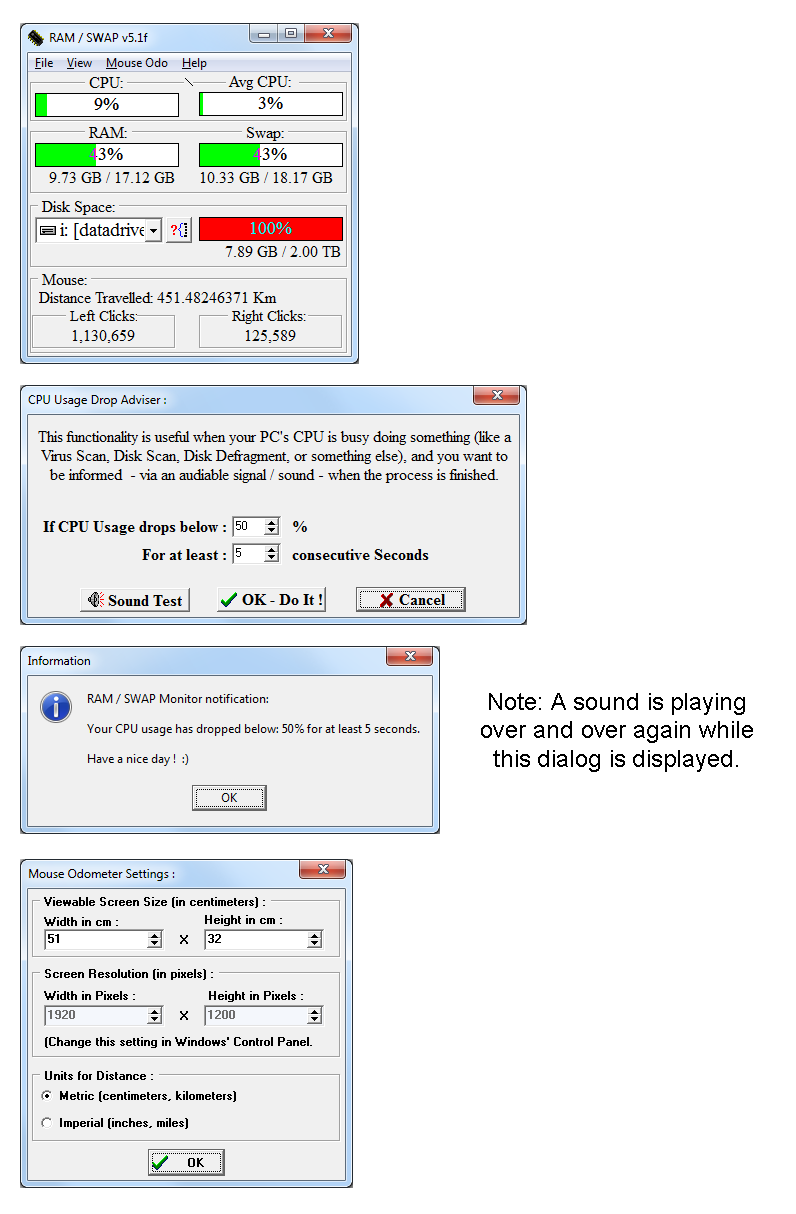 RAM / SWAP v5.1f
File View Mouse Odo Help
CPU: Avg CPU:
9% 3%
RAM: Swap:
43% 43%
9.73 GB / 17.12 GB 10.33 GB / 18.17 GB
Disk Space:
i: [datadrive 100%
7.89 GB / 2.00 TB
Mouse:
Distance Travelled: 451.48246371 Km
Left Clicks: Right Clicks:
1,130,659 125,589
CPU Usage Drop Adviser :
This functionality is useful when your PC's CPU is busy doing something (like a
Virus Scan, Disk Scan, Disk Defragment, or something else), and you want to
be informed - via an audiable signal / sound - when the process is finished.
If CPU Usage drops below : 50 %
For at least : 5 consecutive Seconds
Sound Test OK - Do It ! Cancel
Information
RAM / SWAP Monitor notification:
Your CPU usage has dropped below: 50% for at least 5 seconds.
Have a nice day ! :)
OK
Note: A sound is playing
over and over again while
this dialog is displayed.
Mouse Odometer Settings :
Viewable Screen Size (in centimeters) :
Width in cm : Height in cm :
51 X 32
Screen Resolution (in pixels) :
Width in Pixels : Height in Pixels :
1920 X 1200
(Change this setting in Windows' Control Panel.
Units for Distance :
Metric (centimeters, kilometers)
Imperial (inches, miles)
OK